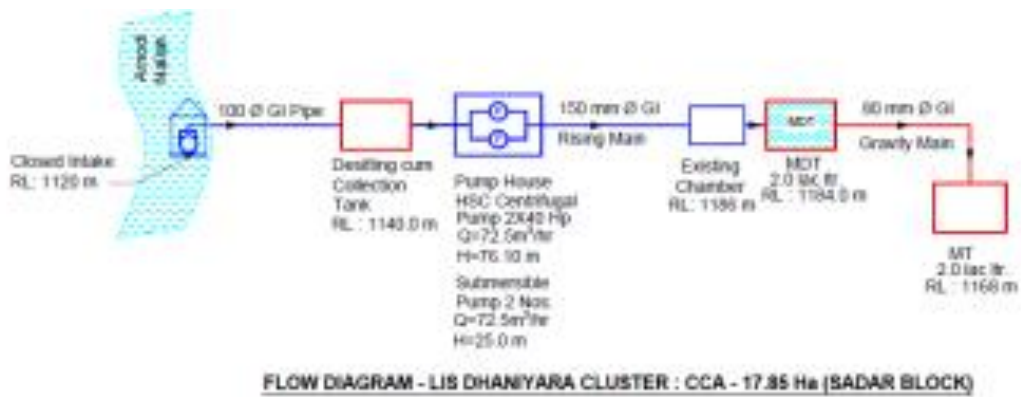 Amodi
Nallah
100 Ø GI Pipe
Closed Intake
RL: 1120 m
Desilting cum
Collection
Tank
RL : 1140.0 m
P
P
Pump House
HSC Centrifugal
Pump 2X40 Hp
Q=72.5m³/hr
H=76.10 m
Submersible
Pump 2 Nos.
Q=72.5m³/hr
H=25.0 m
150 mm Ø GI
Rising Main
Existing
Chamber
RL: 1186 m
MDT
MDT
2.0 lac ltr.
RL : 1184.0 m
80 mm Ø GI
Gravity Main
MT
2.0 lac ltr.
RL : 1168 m
FLOW DIAGRAM - LIS DHANIYARA CLUSTER : CCA - 17.85 Ha (SADAR BLOCK)